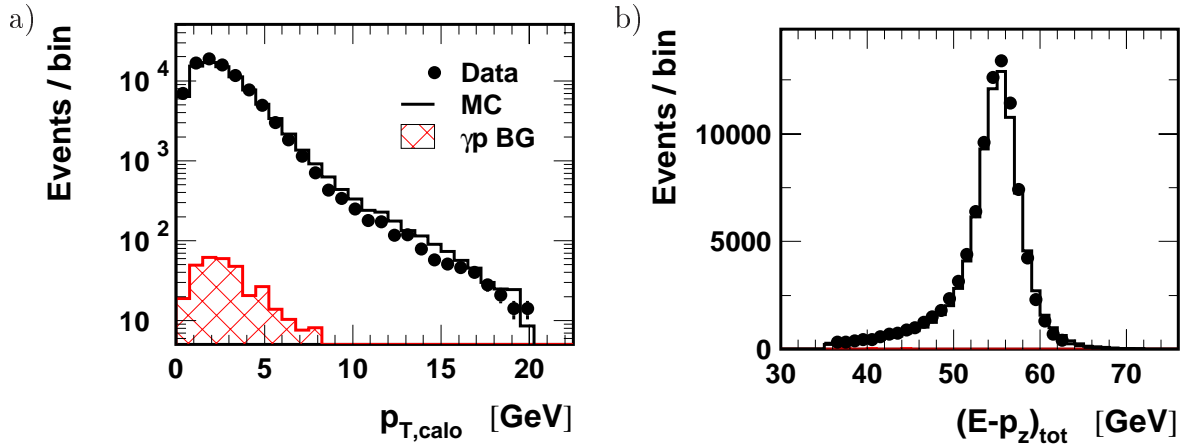 a)
Events / bin
10^4
10^3
10^2
10
Data
MC
γp BG
0 5 10 15 20
p_T,calo [GeV]
b)
Events / bin
10000
5000
0
30 40 50 60 70
(E-p_z)_tot [GeV]